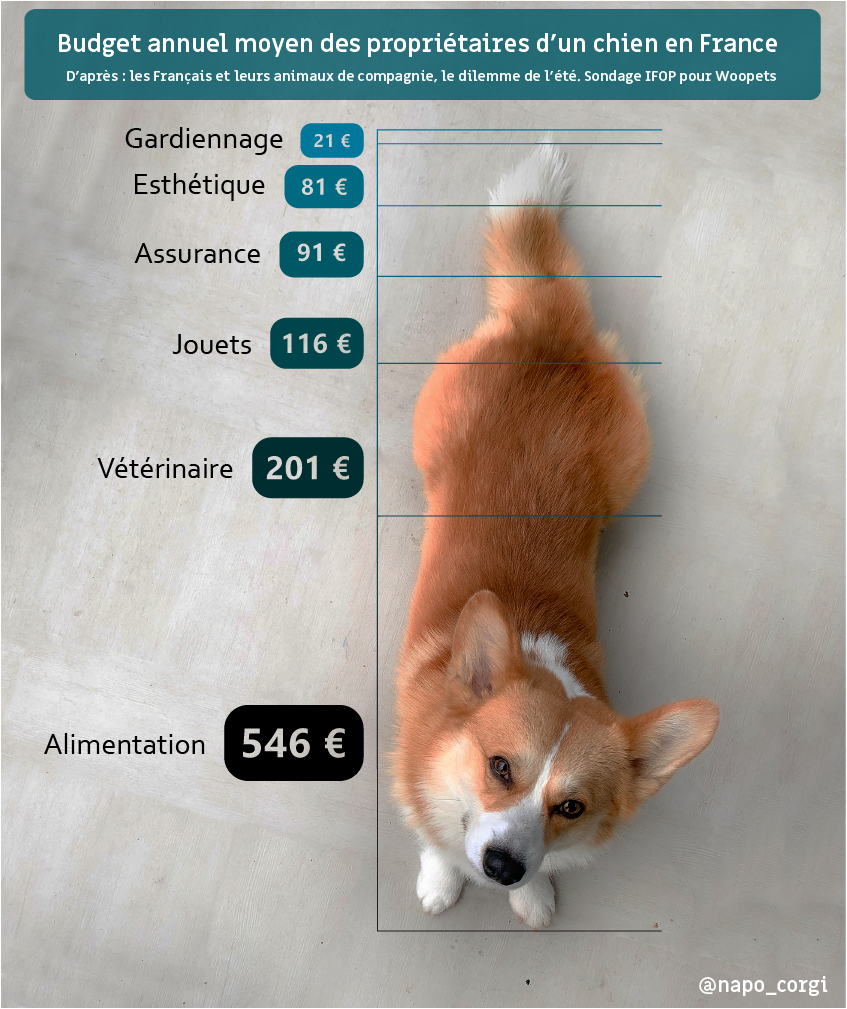 Budget annuel moyen des propriétaires d’un chien en France
D’après : les Français et leurs animaux de compagnie, le dilemme de l’été. Sondage IFOP pour Woopets
Gardiennage 21 €
Esthétique 81 €
Assurance 91 €
Jouets 116 €
Vétérinaire 201 €
Alimentation 546 €
@napo_corgi